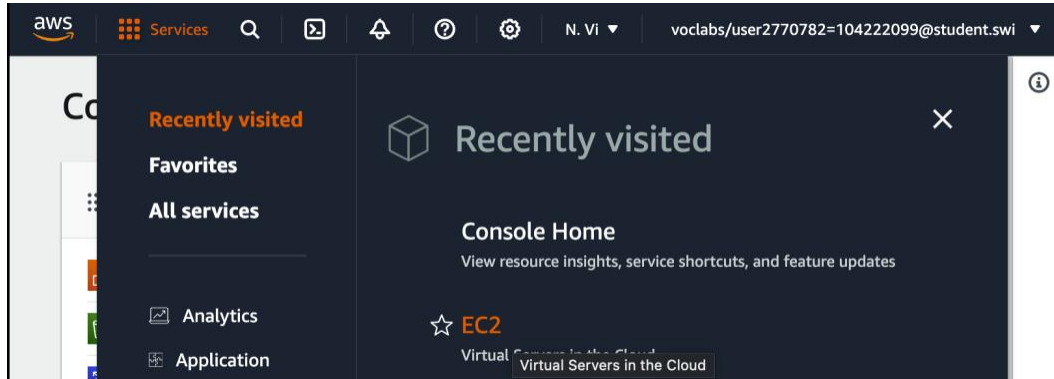 aws Services N. Vi voclabs/user2770782=104222099@student.swi
Recently visited
Favorites
All services
Analytics
Application
Recently visited
Console Home
View resource insights, service shortcuts, and feature updates
EC2
Virtual
Virtual Servers in the Cloud